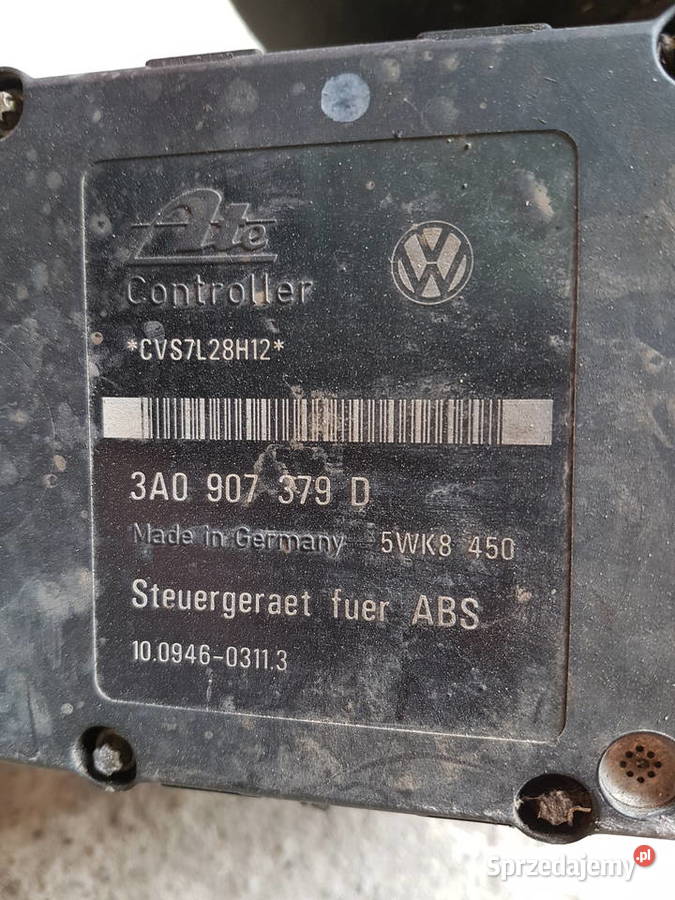 Ate
Controller
*CVS7L28H12*
3A0 907 379 D
Made in Germany 5WK8 450
Steuergeraet fuer ABS
10.0946-0311.3
Sprzedajemy.pl